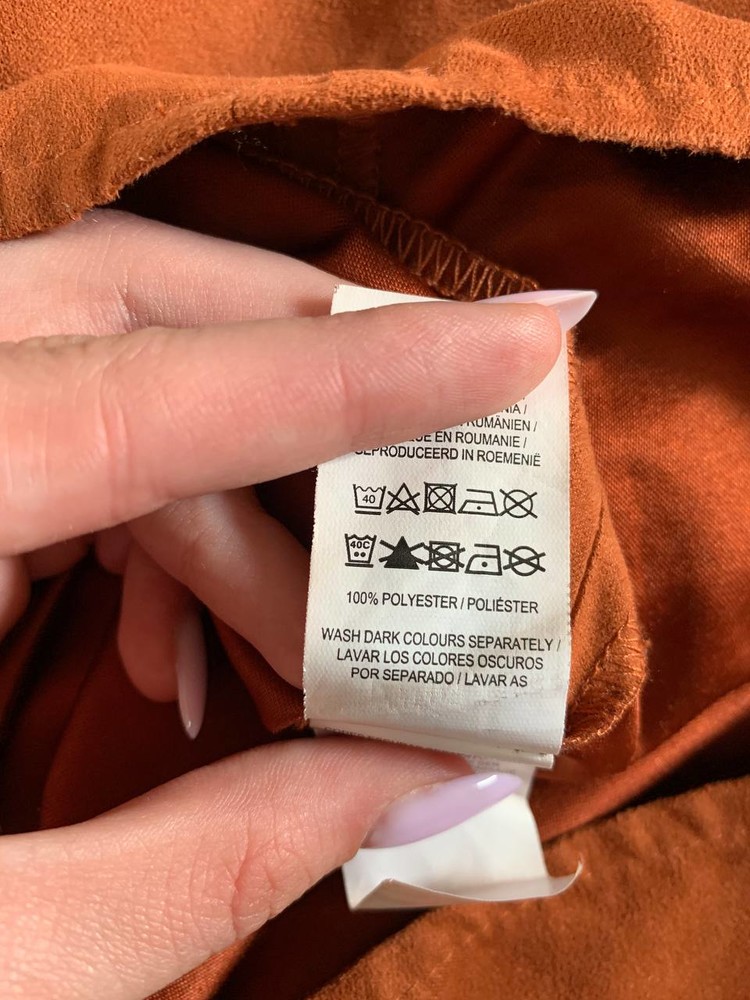 RUMÄNIEN /
EN ROUMANIE /
GEPRODUCEERD IN ROEMENIË
40
40C
100% POLYESTER / POLIÉSTER
WASH DARK COLOURS SEPARATELY /
LAVAR LOS COLORES OSCUROS
POR SEPARADO / LAVAR AS